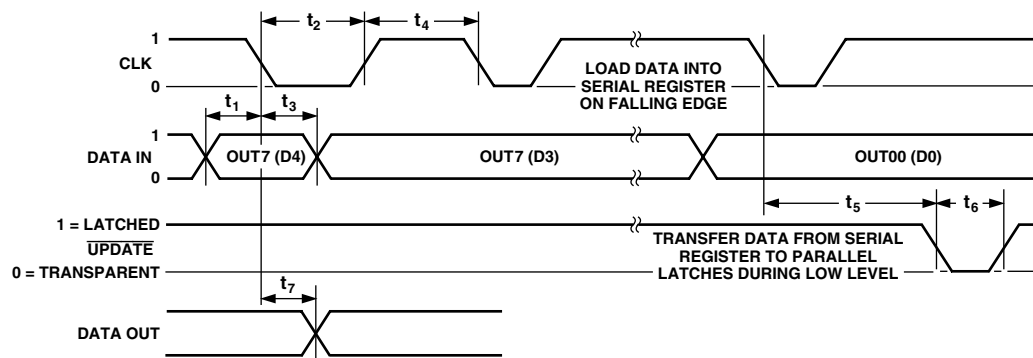 t2
t4
1
CLK
0
LOAD DATA INTO
SERIAL REGISTER
ON FALLING EDGE
t1
t3
1
DATA IN
0
OUT7 (D4)
OUT7 (D3)
OUT00 (D0)
t5
t6
1 = LATCHED
UPDATE
0 = TRANSPARENT
TRANSFER DATA FROM SERIAL
REGISTER TO PARALLEL
LATCHES DURING LOW LEVEL
t7
DATA OUT